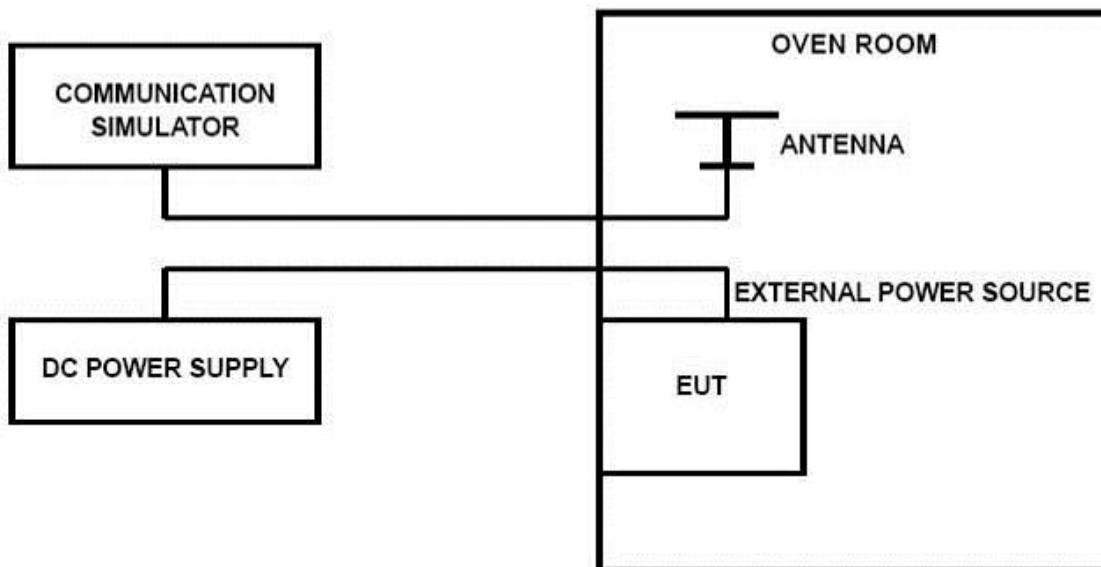 OVEN ROOM
COMMUNICATION
SIMULATOR
ANTENNA
EXTERNAL POWER SOURCE
DC POWER SUPPLY
EUT